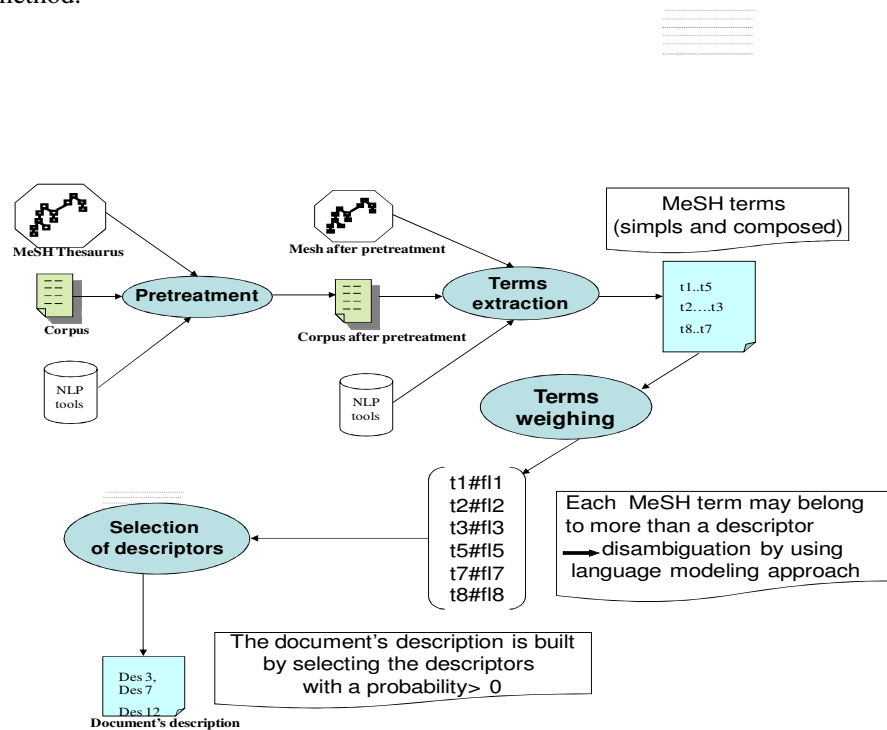 method.
MeSH Thesaurus
Corpus
NLP
tools
Pretreatment
Mesh after pretreatment
Corpus after pretreatment
NLP
tools
Terms
extraction
MeSH terms
(simpls and composed)
t1..t5
t2....t3
t8..t7
Terms
weighing
t1#fl1
t2#fl2
t3#fl3
t5#fl5
t7#fl7
t8#fl8
Each MeSH term may belong
to more than a descriptor
disambiguation by using
language modeling approach
Selection
of descriptors
The document's description is built
by selecting the descriptors
with a probability> 0
Des 3,
Des 7
Des 12
Document's description